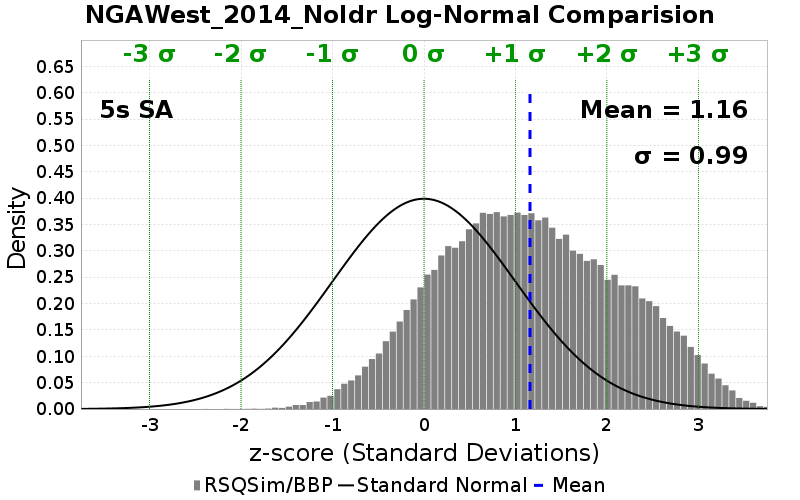 NGAWest_2014_NoIdr Log-Normal Comparision
-3 σ -2 σ -1 σ 0 σ +1 σ +2 σ +3 σ
5s SA
Mean = 1.16
σ = 0.99
Density
0.65
0.60
0.55
0.50
0.45
0.40
0.35
0.30
0.25
0.20
0.15
0.10
0.05
0.00
-3 -2 -1 0 1 2 3
z-score (Standard Deviations)
RSQSim/BBP Standard Normal Mean